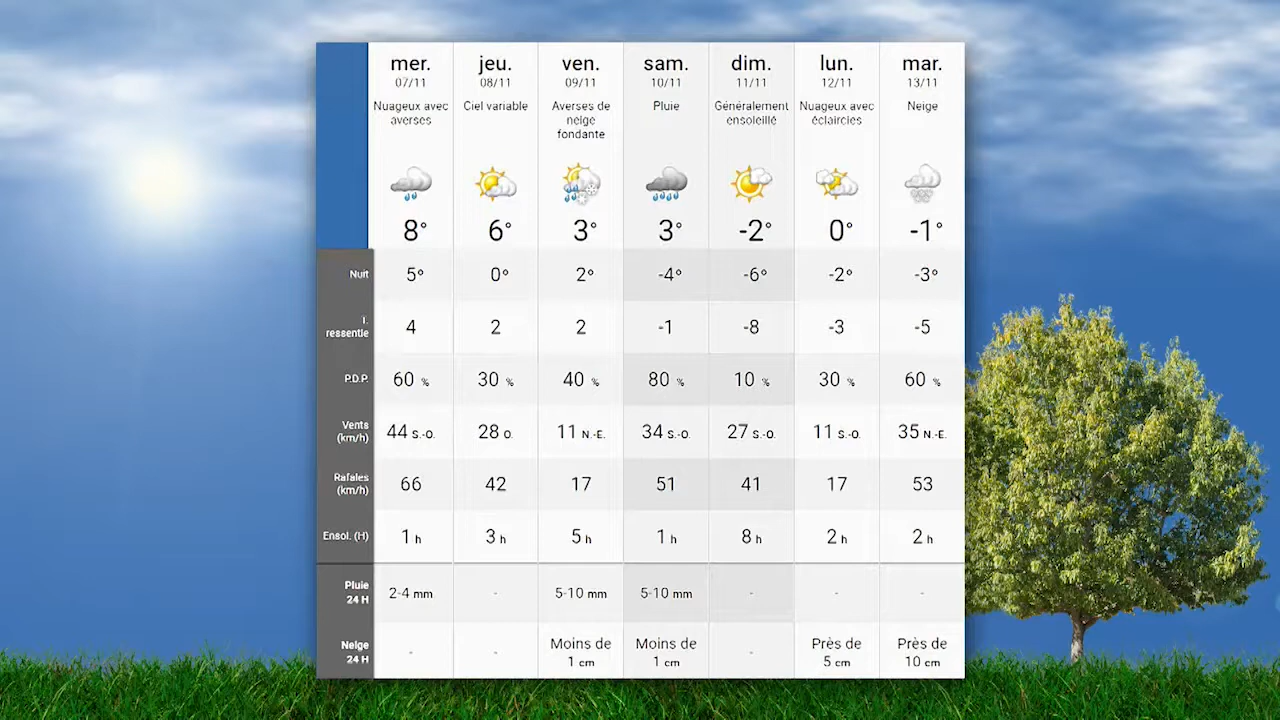 mer. jeu. ven. sam. dim. lun. mar.
07/11 08/11 09/11 10/11 11/11 12/11 13/11
Nuageux avec Ciel variable Averses de Pluie Généralement Nuageux avec Neige
averses neige ensoleillé éclaircies
fondante
8° 6° 3° 3° -2° 0° -1°
Nuit 5° 0° 2° -4° -6° -2° -3°
T.
ressentie 4 2 2 -1 -8 -3 -5
P.D.P. 60 % 30 % 40 % 80 % 10 % 30 % 60 %
Vents
(km/h) 44 S.-O. 28 O. 11 N.-E. 34 S.-O. 27 S.-O. 11 S.-O. 35 N.-E.
Rafales
(km/h) 66 42 17 51 41 17 53
Ensol. (H) 1 h 3 h 5 h 1 h 8 h 2 h 2 h
Pluie
24 H 2-4 mm - 5-10 mm 5-10 mm - - -
Neige Moins de Moins de Près de Près de
24 H - - 1 cm 1 cm - 5 cm 10 cm